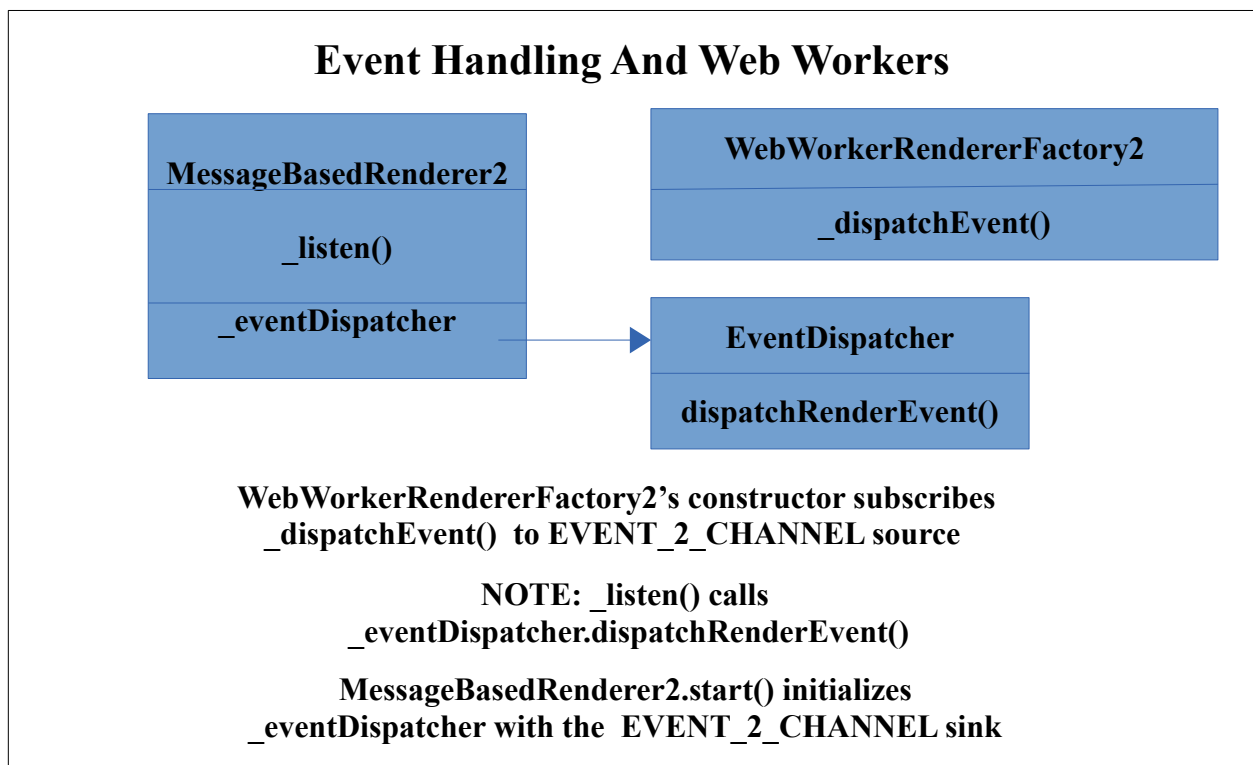 Event Handling And Web Workers
MessageBasedRenderer2
_listen()
_eventDispatcher
WebWorkerRendererFactory2
_dispatchEvent()
EventDispatcher
dispatchRenderEvent()
WebWorkerRendererFactory2’s constructor subscribes
_dispatchEvent()  to EVENT_2_CHANNEL source
NOTE: _listen() calls
_eventDispatcher.dispatchRenderEvent()
MessageBasedRenderer2.start() initializes
_eventDispatcher with the  EVENT_2_CHANNEL sink